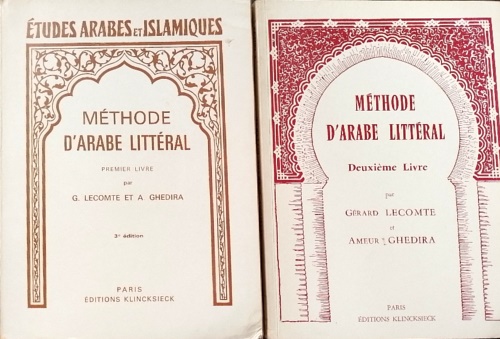 ÉTUDES ARABES ET ISLAMIQUES
MÉTHODE
D'ARABE LITTÉRAL
PREMIER LIVRE
par
G. LECOMTE ET A GHEDIRA
3e édition
PARIS
ÉDITIONS KLINCKSIECK
MÉTHODE
D'ARABE LITTÉRAL
Deuxième Livre
par
GÉRARD LECOMTE
et
AMEUR GHEDIRA
PARIS
ÉDITIONS KLINCKSIECK